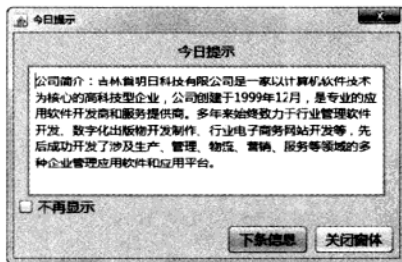 今日提示
今日提示
公司简介：吉林省明日科技有限公司是一家以计算机软件技术
为核心的高科技型企业，公司创建于1999年12月，是专业的应
用软件开发商和服务提供商。多年来始终致力于行业管理软件
开发、数字化出版物开发制作、行业电子商务网站开发等，先
后成功开发了涉及生产、管理、物流、营销、服务等领域的多
种企业管理应用软件和应用平台。
不再显示
下条信息 关闭窗体